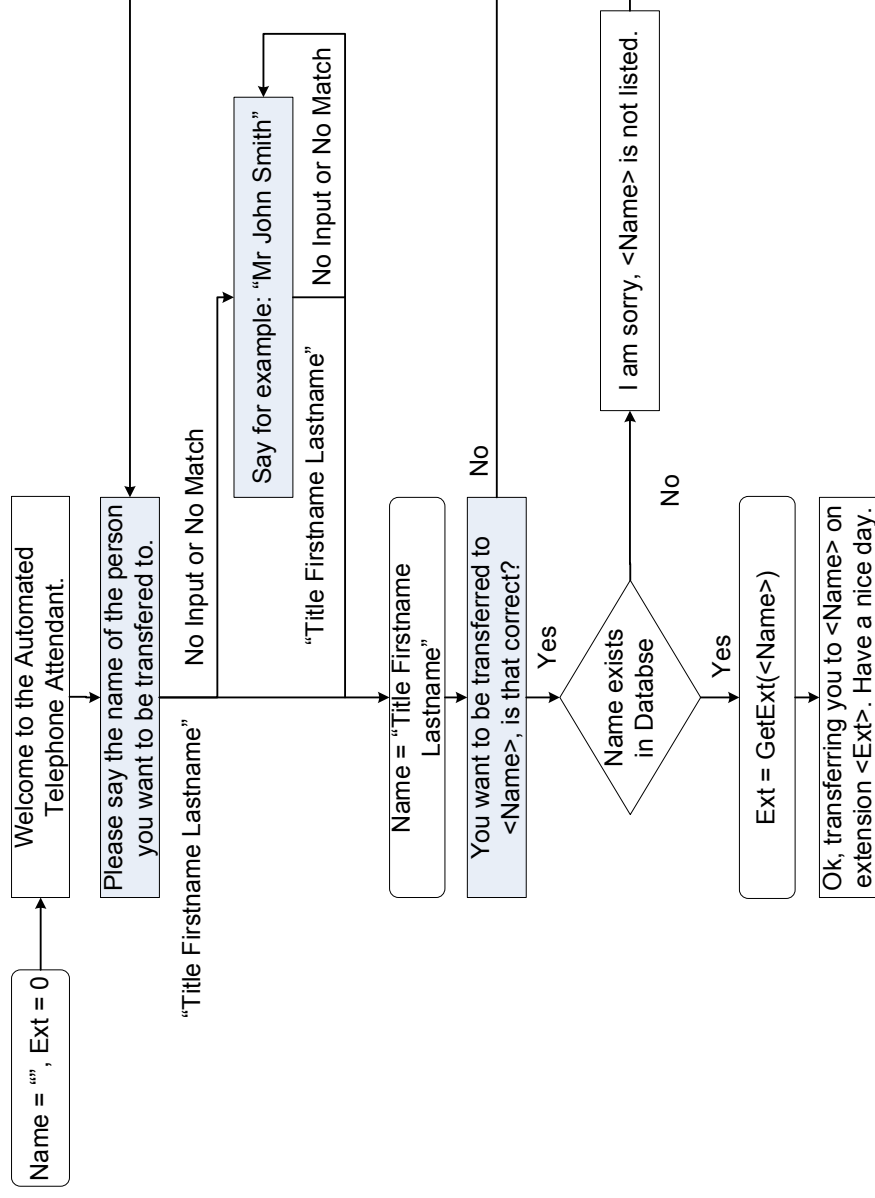 Name = “”, Ext = 0
Welcome to the Automated
Telephone Attendant.
Please say the name of the person
you want to be transfered to.
“Title Firstname Lastname”
No Input or No Match
Say for example: “Mr John Smith”
“Title Firstname Lastname”
No Input or No Match
Name = “Title Firstname
Lastname”
You want to be transferred to
<Name>, is that correct?
No
Yes
Name exists
in Databse
No
I am sorry, <Name> is not listed.
Yes
Ext = GetExt(<Name>)
Ok, transferring you to <Name> on
extension <Ext>. Have a nice day.